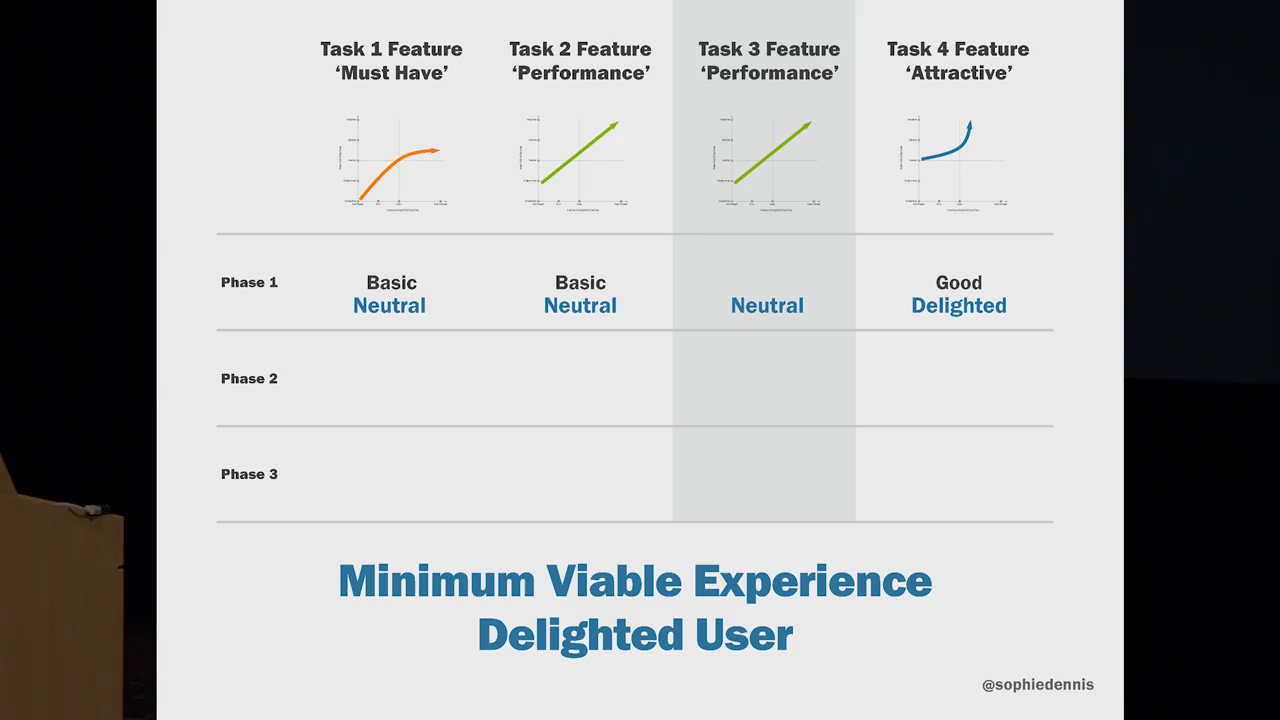 Task 1 Feature
‘Must Have’
Task 2 Feature
‘Performance’
Task 3 Feature
‘Performance’
Task 4 Feature
‘Attractive’
Phase 1
Basic
Neutral
Basic
Neutral
Neutral
Good
Delighted
Phase 2
Phase 3
Minimum Viable Experience
Delighted User
@sophiedennis